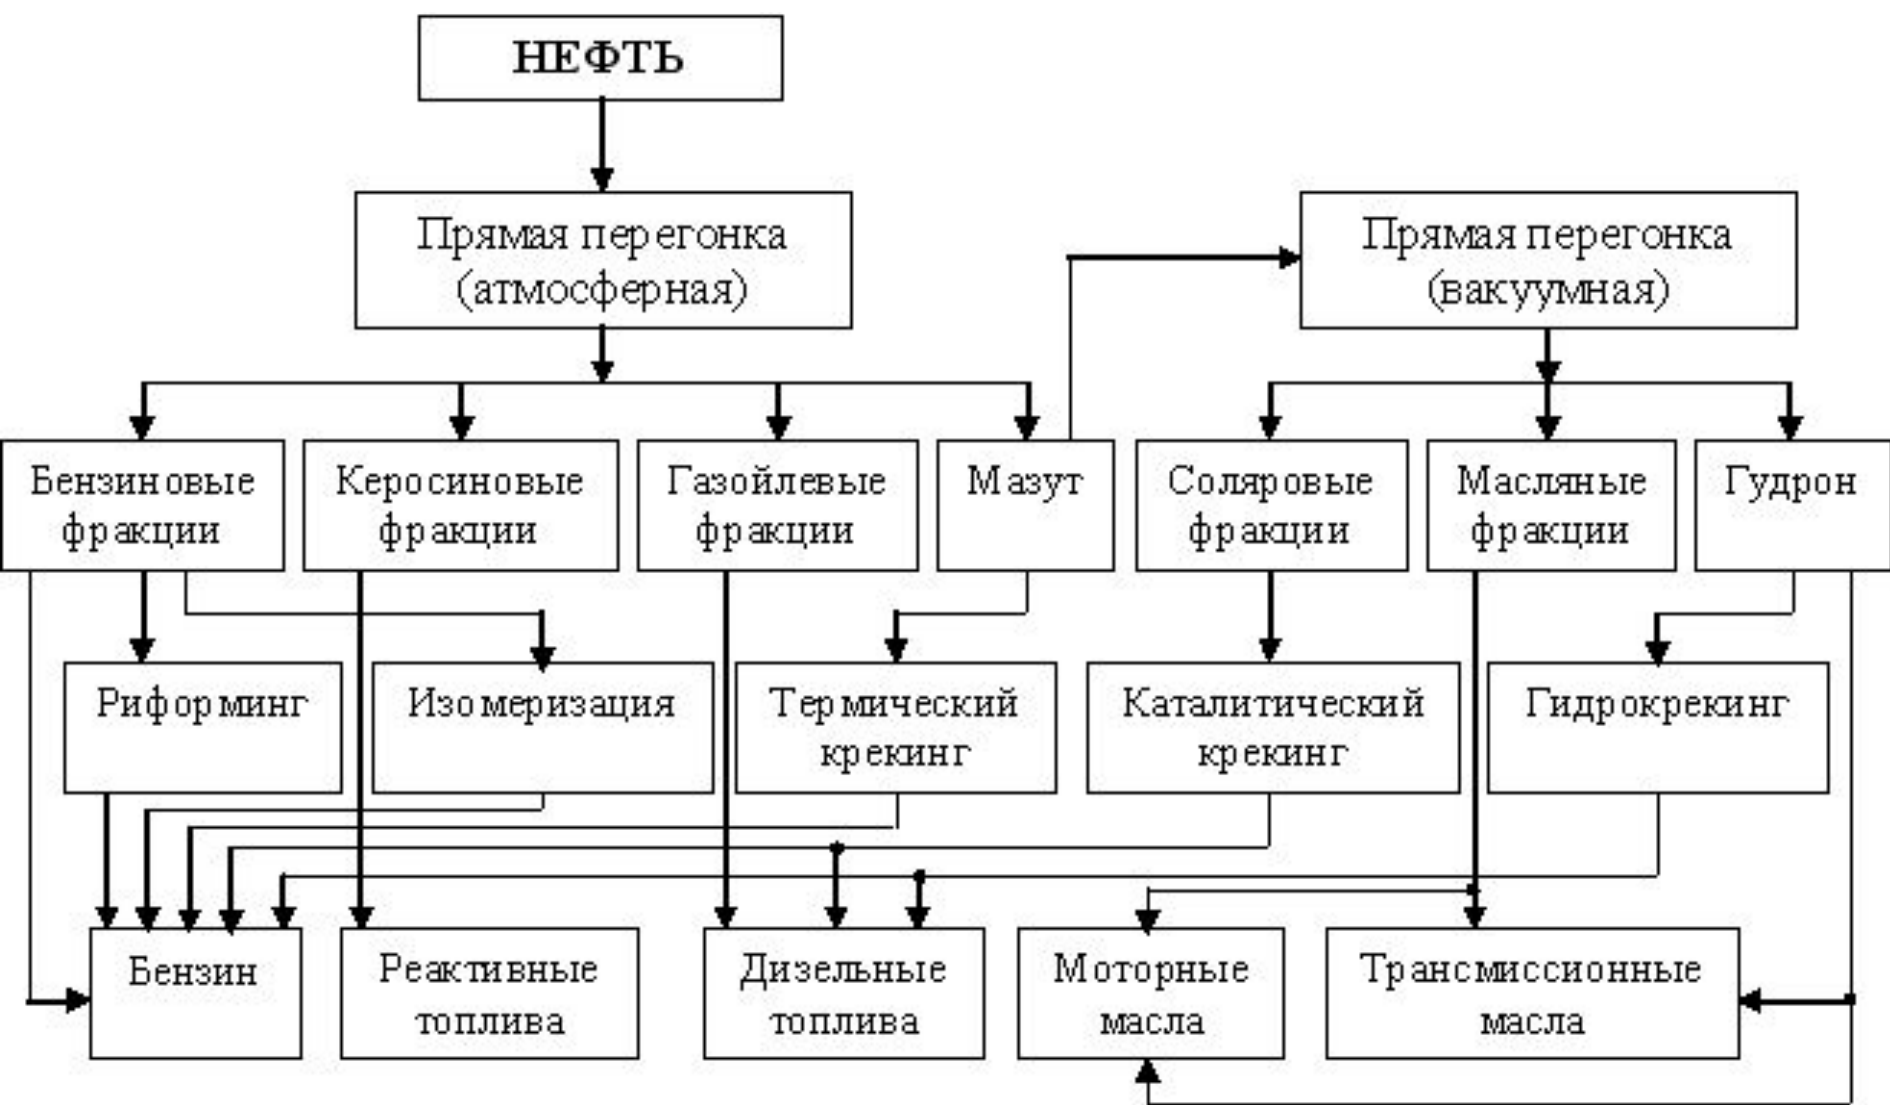 НЕФТЬ
Прямая перегонка
(атмосферная)
Прямая перегонка
(вакуумная)
Бензиновые
фракции
Керосиновые
фракции
Газойлевые
фракции
Мазут
Соляровые
фракции
Масляные
фракции
Гудрон
Риформинг
Изомеризация
Термический
крекинг
Каталитический
крекинг
Гидрокрекинг
Бензин
Реактивные
топлива
Дизельные
топлива
Моторные
масла
Трансмиссионные
масла